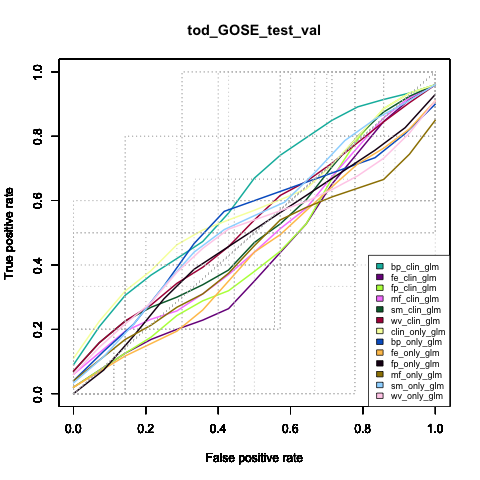 tod_GOSE_test_val
True positive rate
1.0
0.8
0.6
0.4
0.2
0.0
0.0 0.2 0.4 0.6 0.8 1.0
False positive rate
bp_clin_glm
fe_clin_glm
fp_clin_glm
mf_clin_glm
sm_clin_glm
wv_clin_glm
clin_only_glm
bp_only_glm
fe_only_glm
fp_only_glm
mf_only_glm
sm_only_glm
wv_only_glm